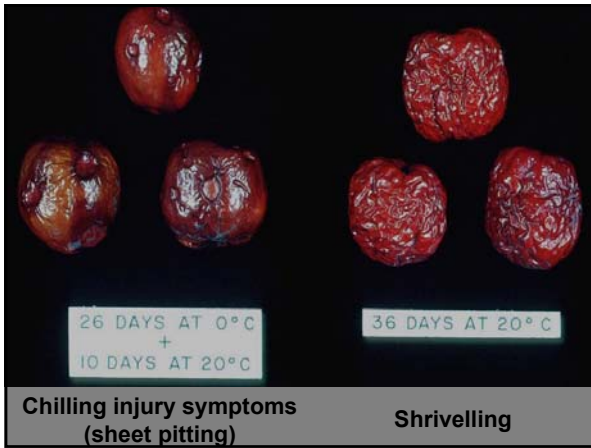 26 DAYS AT 0°C
+
10 DAYS AT 20°C
36 DAYS AT 20°C
Chilling injury symptoms
(sheet pitting)
Shrivelling